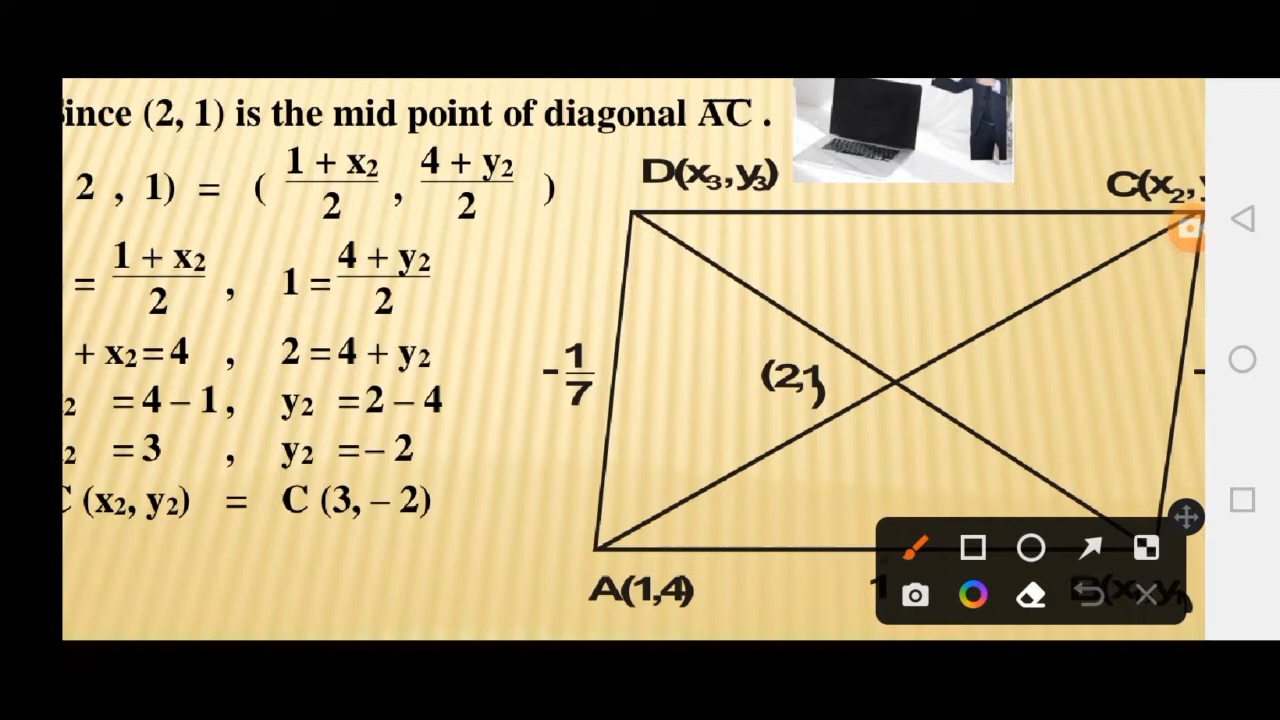 ince (2, 1) is the mid point of diagonal AC .
2 , 1) = ( 1 + x2 / 2 , 4 + y2 / 2 )
= 1 + x2 / 2 , 1 = 4 + y2 / 2
+ x2 = 4 , 2 = 4 + y2
2 = 4 – 1 , y2 = 2 – 4
2 = 3 , y2 = – 2
C (x2, y2) = C (3, – 2)
D(x3,y3)
C(x2,y
- 1/7
(2,1)
-
A(1,4)
1